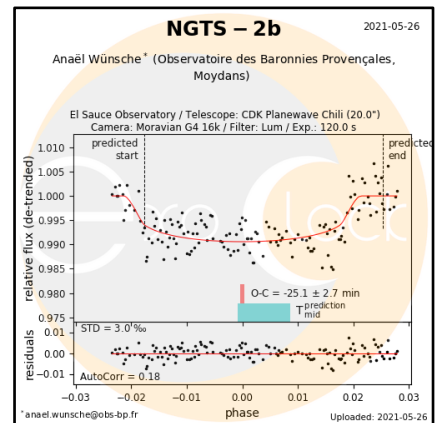 NGTS − 2b
2021-05-26
Anaël Wünsche* (Observatoire des Baronnies Provençales,
Moydans)
El Sauce Observatory / Telescope: CDK Planewave Chili (20.0")
Camera: Moravian G4 16k / Filter: Lum / Exp.: 120.0 s
predicted
start
predicted
end
relative flux (de-trended)
1.010
1.005
1.000
0.995
0.990
0.985
0.980
0.975
O-C = -25.1 ± 2.7 min
T prediction mid
residuals
0.01
0.00
−0.01
STD = 3.0 ‰
AutoCorr = 0.18
−0.03
−0.02
−0.01
0.00
0.01
0.02
0.03
phase
*anael.wunsche@obs-bp.fr
Uploaded: 2021-05-26